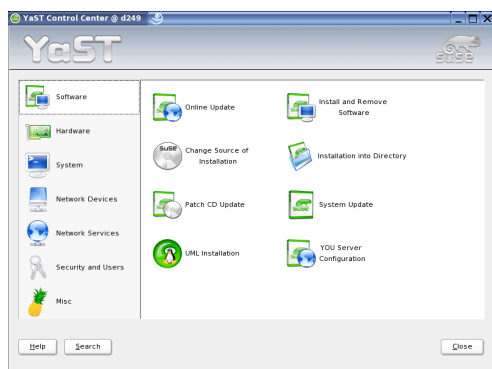 YaST Control Center @ d249
YaST
SUSE
Software
Hardware
System
Network Devices
Network Services
Security and Users
Misc
Online Update
Install and Remove
Software
SUSE
Change Source of
Installation
Installation into Directory
Patch CD Update
System Update
UML Installation
YOU Server
Configuration
Help
Search
Close